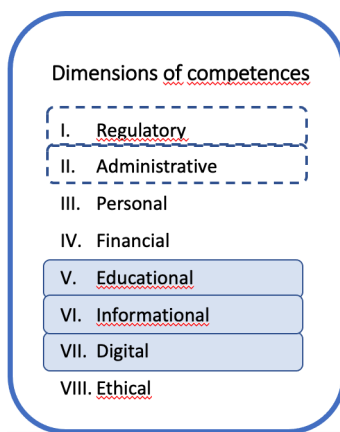 Dimensions of competences
I. Regulatory
II. Administrative
III. Personal
IV. Financial
V. Educational
VI. Informational
VII. Digital
VIII. Ethical